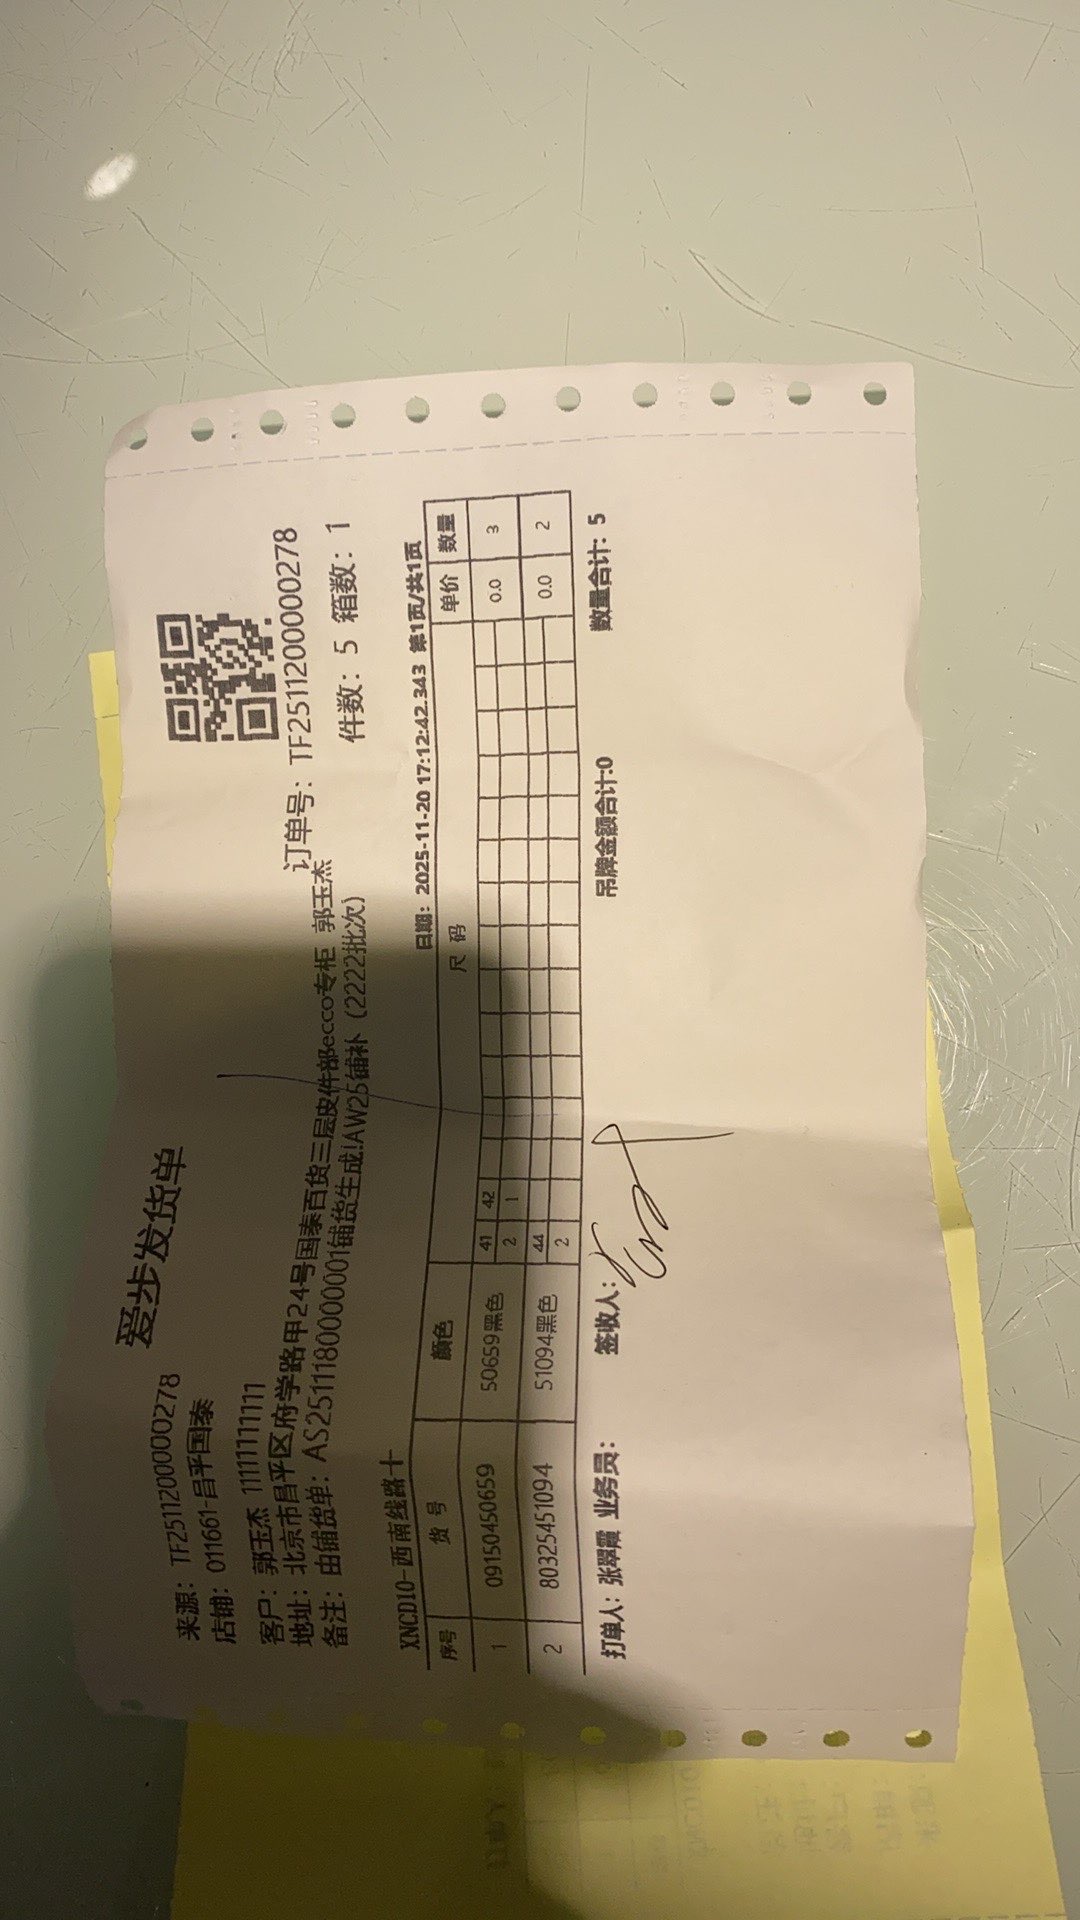 爱步发货单
来源：TF251120000278
店铺：011661-昌平国泰
订单号：TF251120000278
客户：郭玉杰 11111111111
地址：北京市昌平区府学路甲24号国泰百货三层皮件部ecco专柜 郭玉杰
件数：5 箱数：1
备注：由铺货单：AS251118000001铺货生成!AW25铺补（2222批次）
XNCD10-西南线路十 日期：2025-11-20 17:12:42.343 第1页/共1页
序号 货号 颜色 尺码 单价 数量
1 09150450659 50659黑色 41 42 0.0 3
2 1
2 80325451094 51094黑色 44 0.0 2
2
打单人：张翠霞 业务员： 签收人： 吊牌金额合计:0 数量合计：5